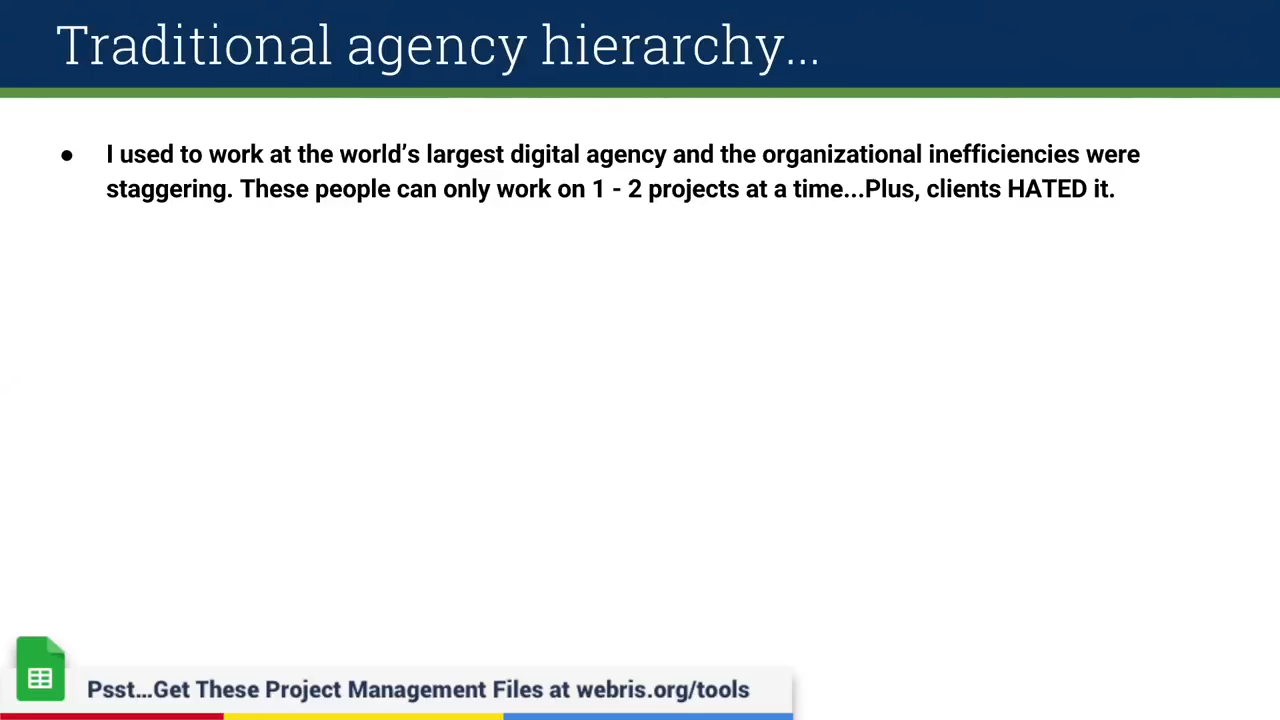 Traditional agency hierarchy...
● I used to work at the world’s largest digital agency and the organizational inefficiencies were
staggering. These people can only work on 1 - 2 projects at a time...Plus, clients HATED it.
Psst...Get These Project Management Files at webris.org/tools